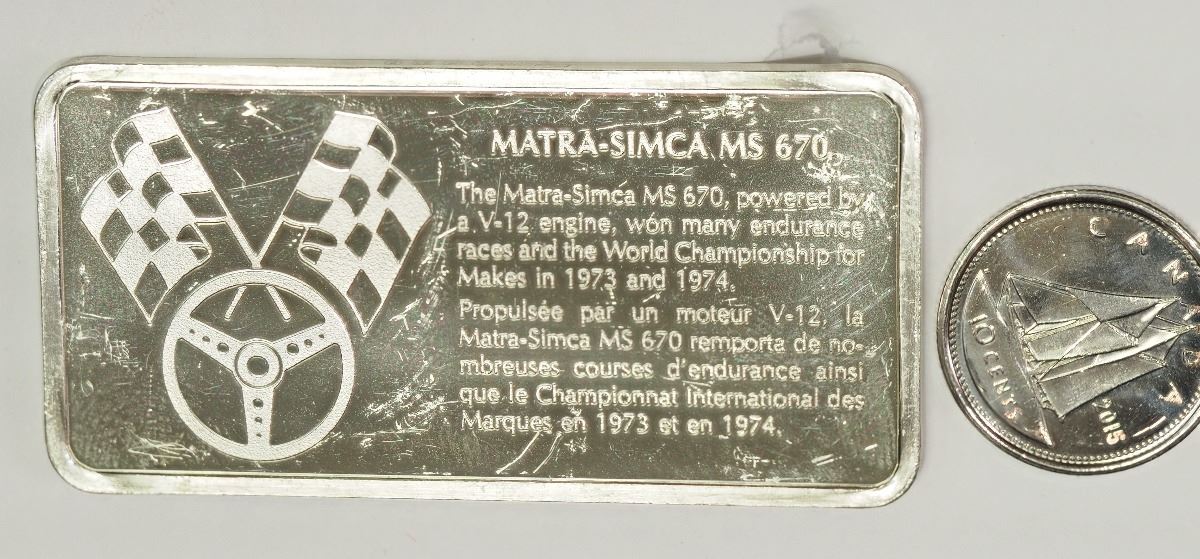 MATRA-SIMCA MS 670
The Matra-Simca MS 670, powered by
a V-12 engine, won many endurance
races and the World Championship for
Makes in 1973 and 1974.
Propulsée par un moteur V-12, la
Matra-Simca MS 670 remporta de no-
mbreuses courses d'endurance ainsi
que le Championnat International des
Marques en 1973 et en 1974.
CANADA
10 CENTS
2015